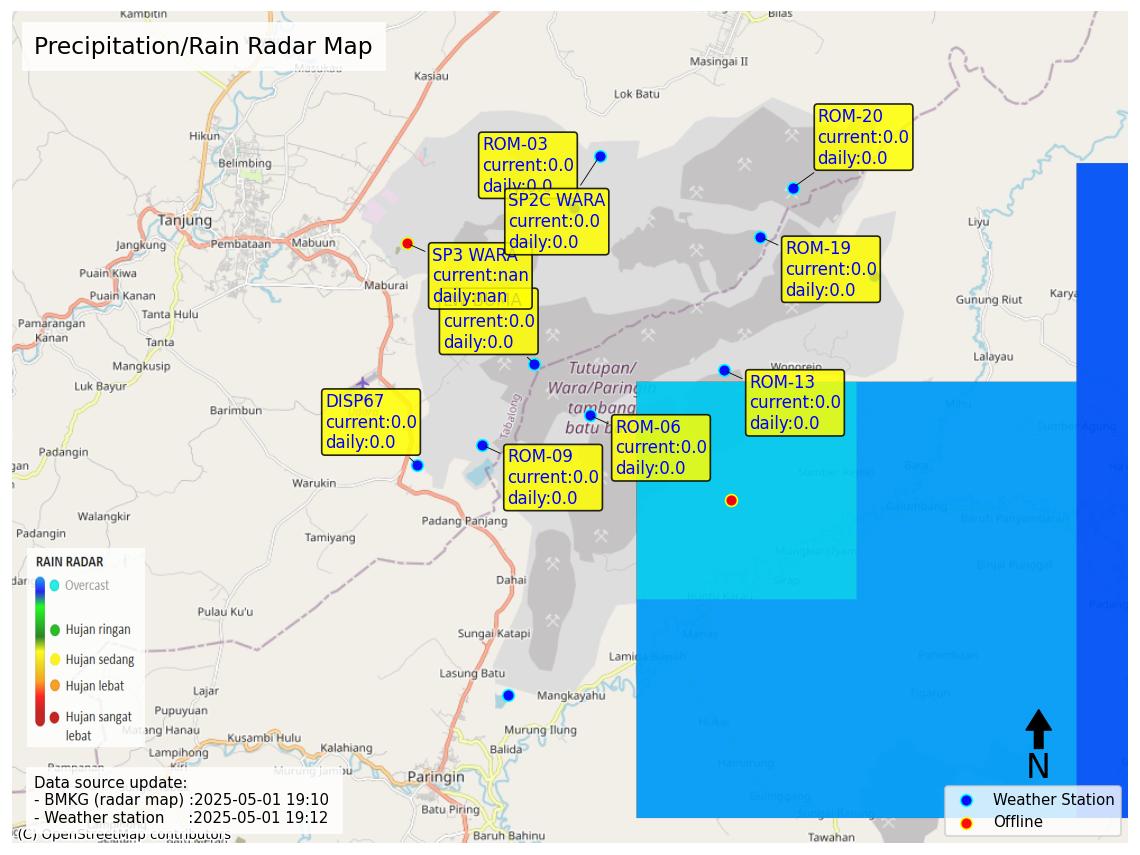 Kambitin
Bilas
Precipitation/Rain Radar Map
Masukau
Kasiau
Masingai II
Lok Batu
Hikun
Belimbing
ROM-20
current:0.0
daily:0.0
ROM-03
current:0.0
daily:0.0
SP2C WARA
current:0.0
daily:0.0
Tanjung
Jangkung
Pembataan
Mabuun
Liyu
SP3 WARA
current:nan
daily:nan
ROM-19
current:0.0
daily:0.0
Puain Kiwa
Puain Kanan
Maburai
Gunung Riut
Karya
Tanta Hulu
Pamarangan
Kanan
Tanta
current:0.0
daily:0.0
Mangkusip
Lalayau
Luk Bayur
Tutupan/
Wara/Paringin
tambang
batu b
Wonorejo
ROM-13
current:0.0
daily:0.0
Mihu
Barimbun
DISP67
current:0.0
daily:0.0
Tabalong
ROM-06
current:0.0
daily:0.0
Sumber Agung
Padangin
ROM-09
current:0.0
daily:0.0
Warukin
Walangkir
Padangin
Padang Panjang
Tamiyang
Dahai
RAIN RADAR
Overcast
Hujan ringan
Hujan sedang
Hujan lebat
Hujan sangat
lebat
Pulau Ku'u
Sungai Katapi
Lasung Batu
Mangkayahu
Lajar
Pupuyuan
Matang Hanau
Lampihong
Kusambi Hulu
Kalahiang
Murung Jambu
Murung Ilung
Balida
Paringin
Batu Piring
Baruh Bahinu
Tawahan
N
Data source update:
- BMKG (radar map) :2025-05-01 19:10
- Weather station :2025-05-01 19:12
(C) OpenStreetMap contributors
Weather Station
Offline